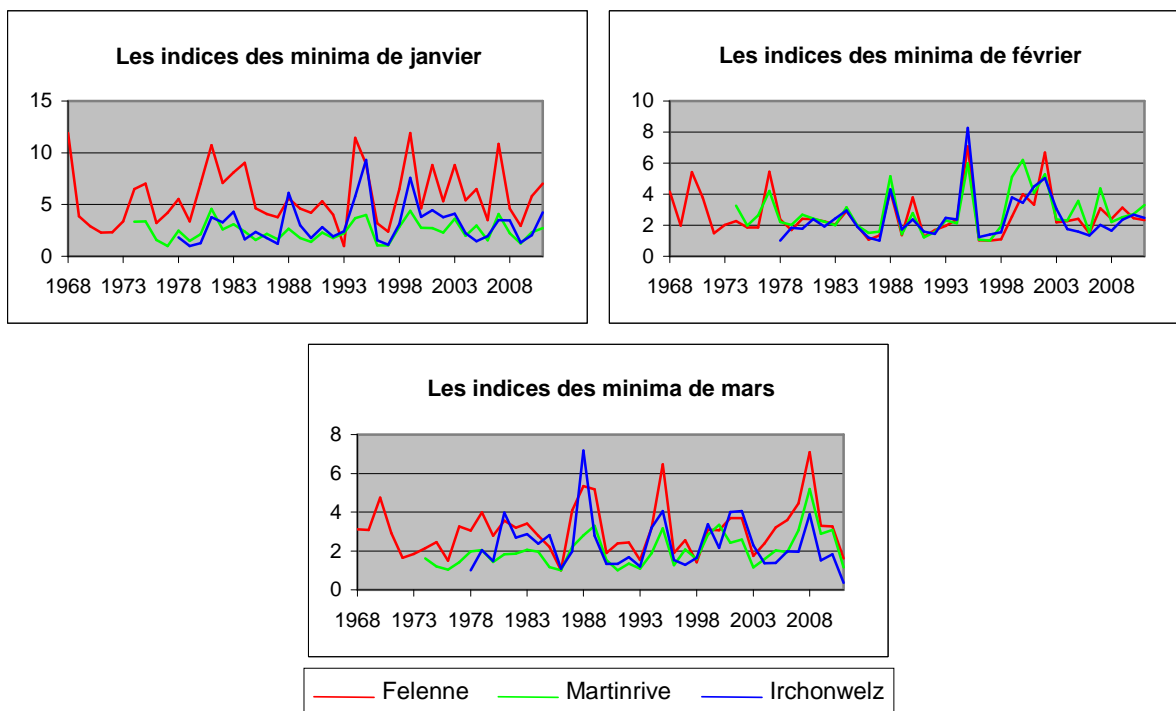 Les indices des minima de janvier
15
10
5
0
1968 1973 1978 1983 1988 1993 1998 2003 2008
Les indices des minima de février
10
8
6
4
2
0
1968 1973 1978 1983 1988 1993 1998 2003 2008
Les indices des minima de mars
8
6
4
2
0
1968 1973 1978 1983 1988 1993 1998 2003 2008
Felenne Martinrive Irchonwelz